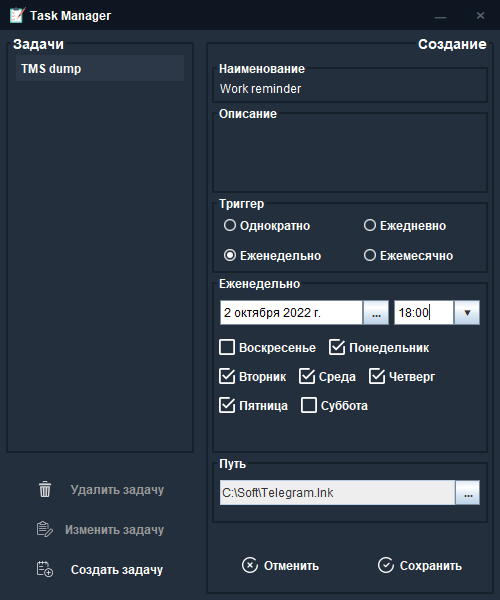 Task Manager
Задачи
TMS dump
Удалить задачу
Изменить задачу
Создать задачу
Создание
Наименование
Work reminder
Описание
Триггер
Однократно Ежедневно
Еженедельно Ежемесячно
Еженедельно
2 октября 2022 г. ... 18:00
Воскресенье Понедельник
Вторник Среда Четверг
Пятница Суббота
Путь
C:\Soft\Telegram.lnk ...
Отменить Сохранить